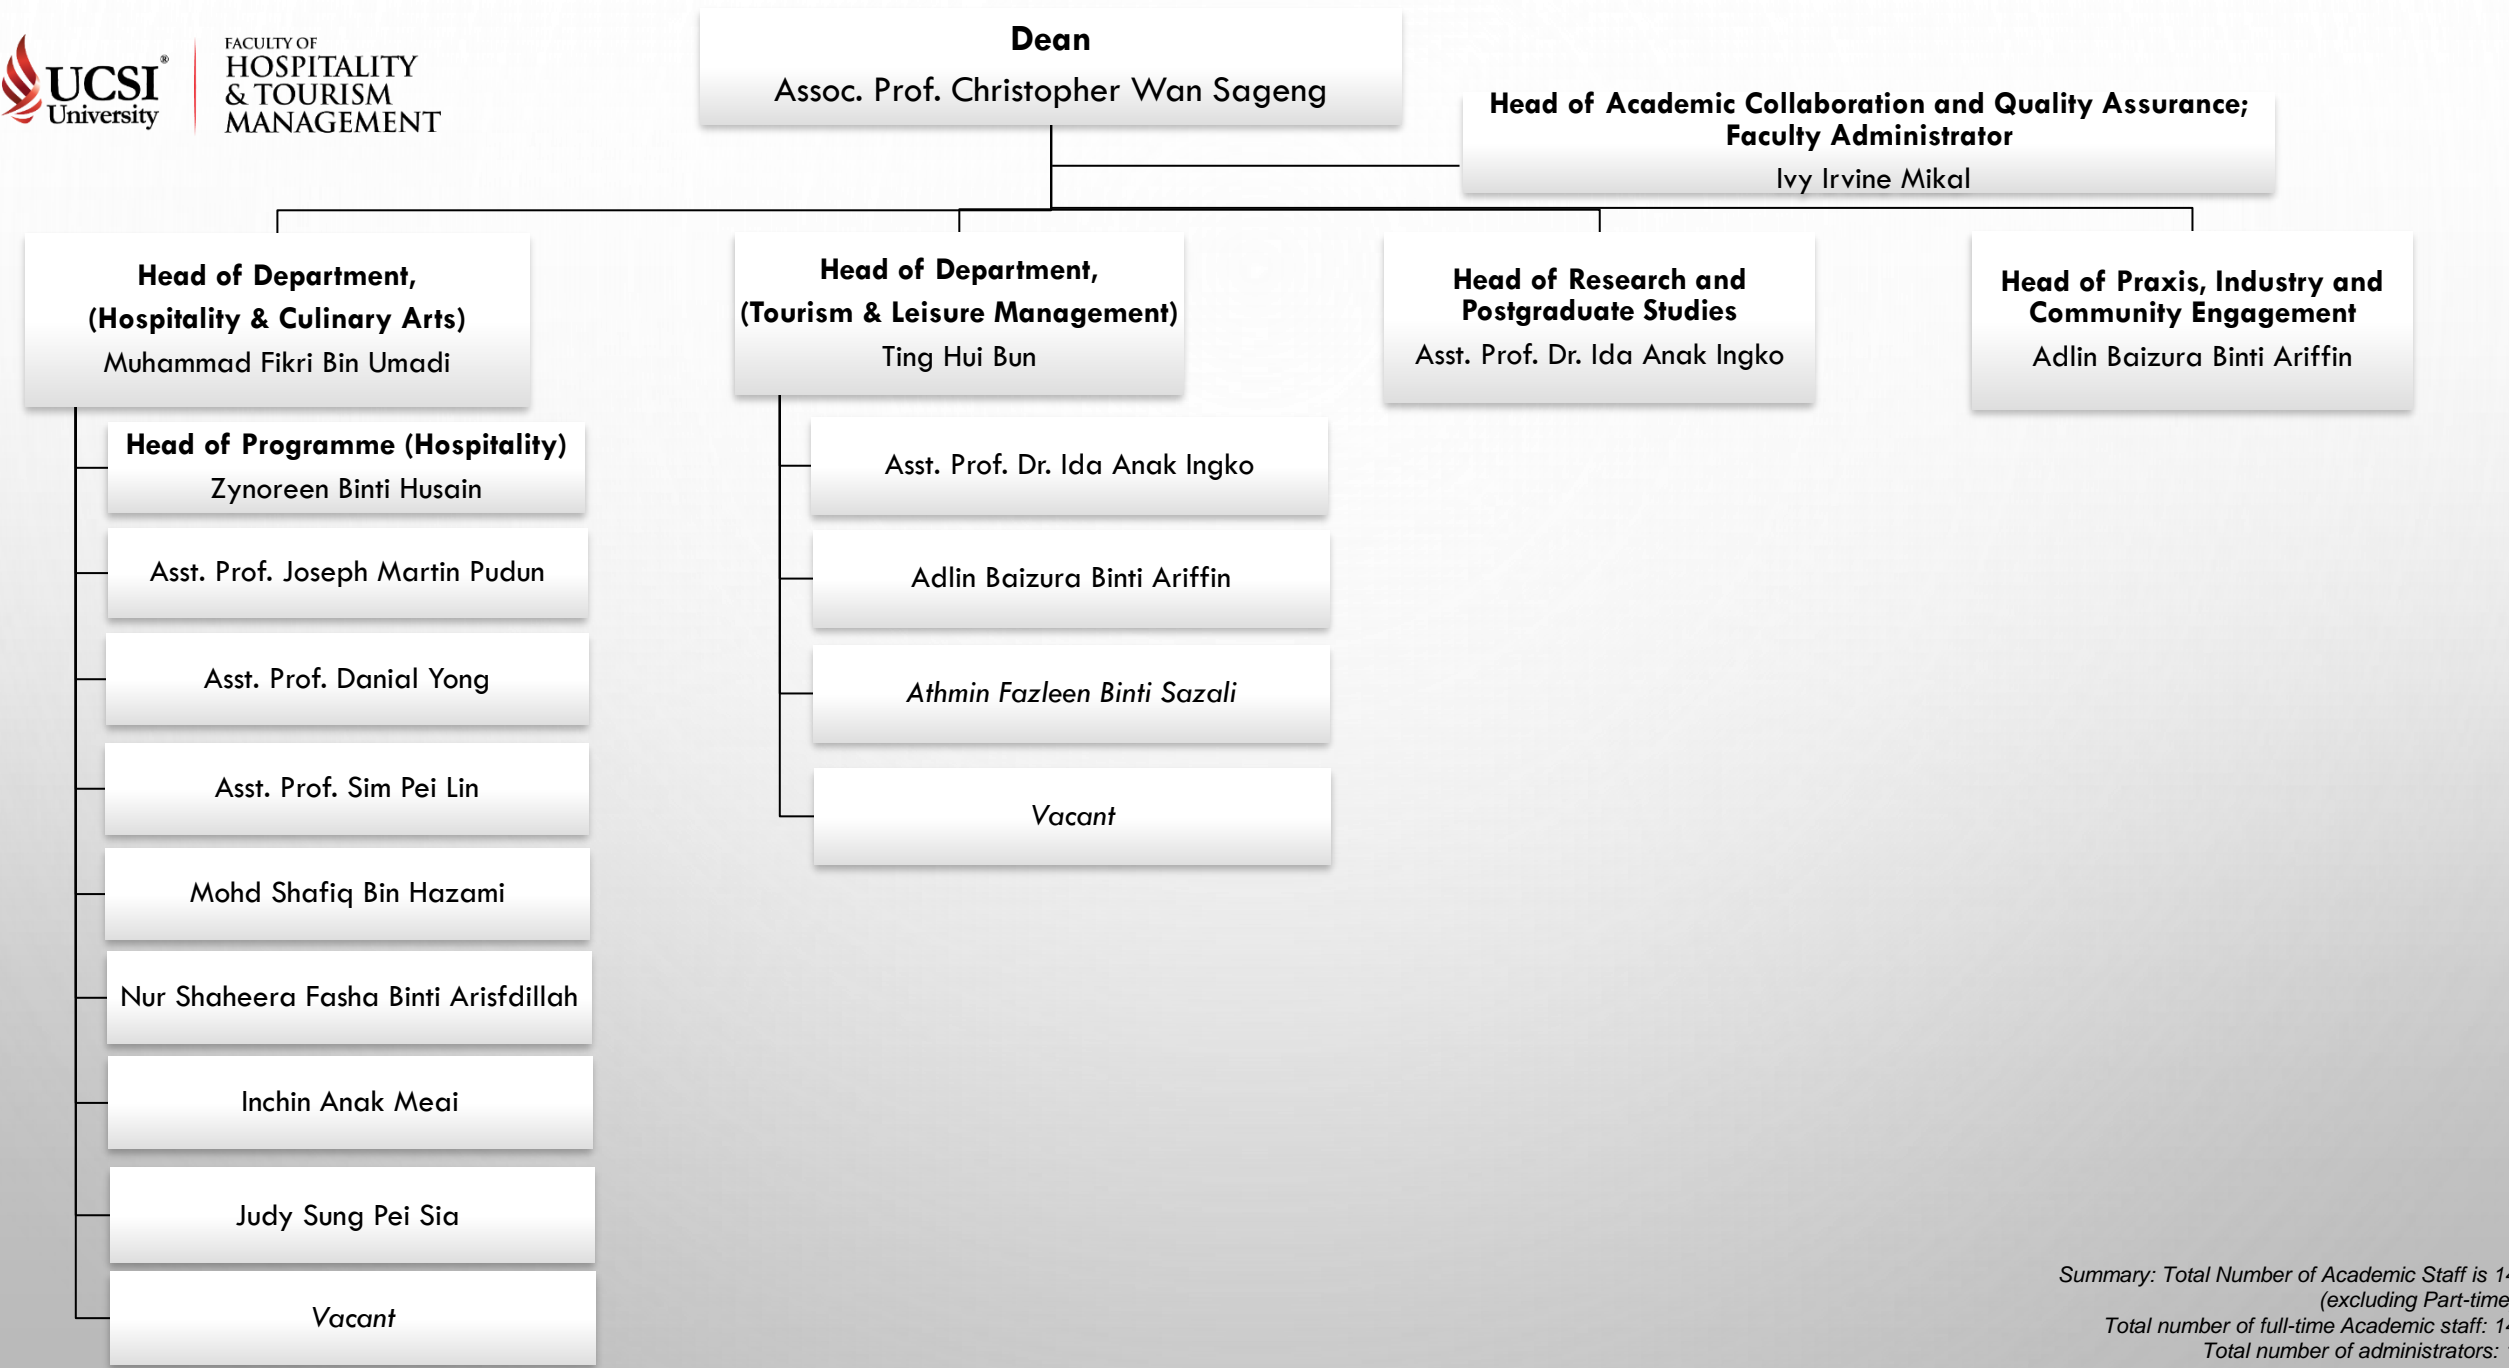 UCSI®
University
FACULTY OF
HOSPITALITY
& TOURISM
MANAGEMENT
Dean
Assoc. Prof. Christopher Wan Sageng
Head of Academic Collaboration and Quality Assurance;
Faculty Administrator
Ivy Irvine Mikal
Head of Department,
(Hospitality & Culinary Arts)
Muhammad Fikri Bin Umadi
Head of Department,
(Tourism & Leisure Management)
Ting Hui Bun
Head of Research and
Postgraduate Studies
Asst. Prof. Dr. Ida Anak Ingko
Head of Praxis, Industry and
Community Engagement
Adlin Baizura Binti Ariffin
Head of Programme (Hospitality)
Zynoreen Binti Husain
Asst. Prof. Joseph Martin Pudun
Asst. Prof. Danial Yong
Asst. Prof. Sim Pei Lin
Mohd Shafiq Bin Hazami
Nur Shaheera Fasha Binti Arisfdillah
Inchin Anak Meai
Judy Sung Pei Sia
Vacant
Asst. Prof. Dr. Ida Anak Ingko
Adlin Baizura Binti Ariffin
Athmin Fazleen Binti Sazali
Vacant
Summary: Total Number of Academic Staff is 14
(excluding Part-time
Total number of full-time Academic staff: 14
Total number of administrators: